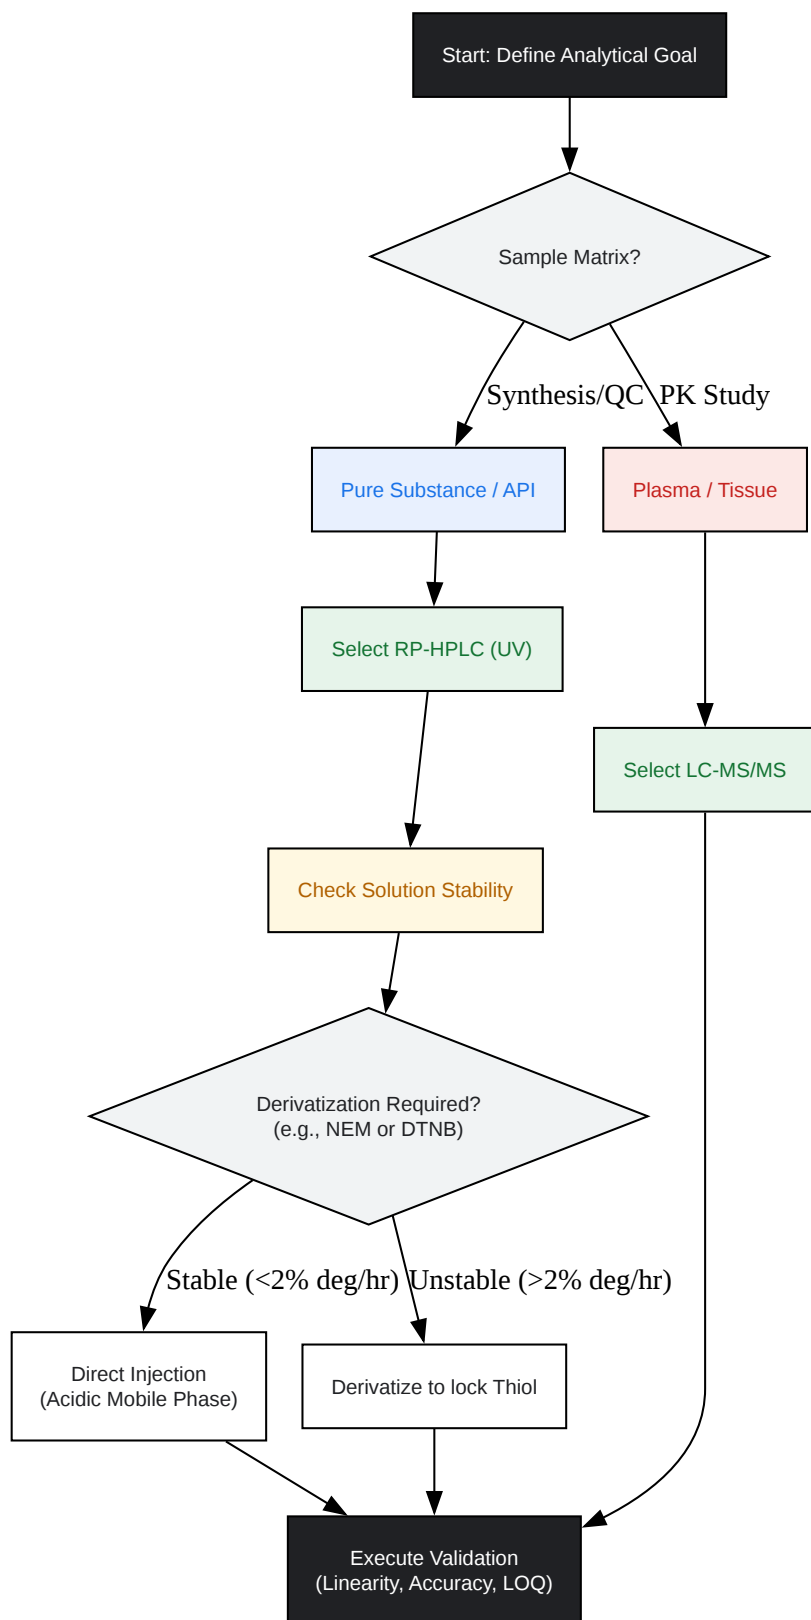 Start: Define Analytical Goal
Sample Matrix?
Synthesis/QC
PK Study
Pure Substance / API
Plasma / Tissue
Select RP-HPLC (UV)
Select LC-MS/MS
Check Solution Stability
Derivatization Required?
(e.g., NEM or DTNB)
Stable (<2% deg/hr)
Unstable (>2% deg/hr)
Direct Injection
(Acidic Mobile Phase)
Derivatize to lock Thiol
Execute Validation
(Linearity, Accuracy, LOQ)